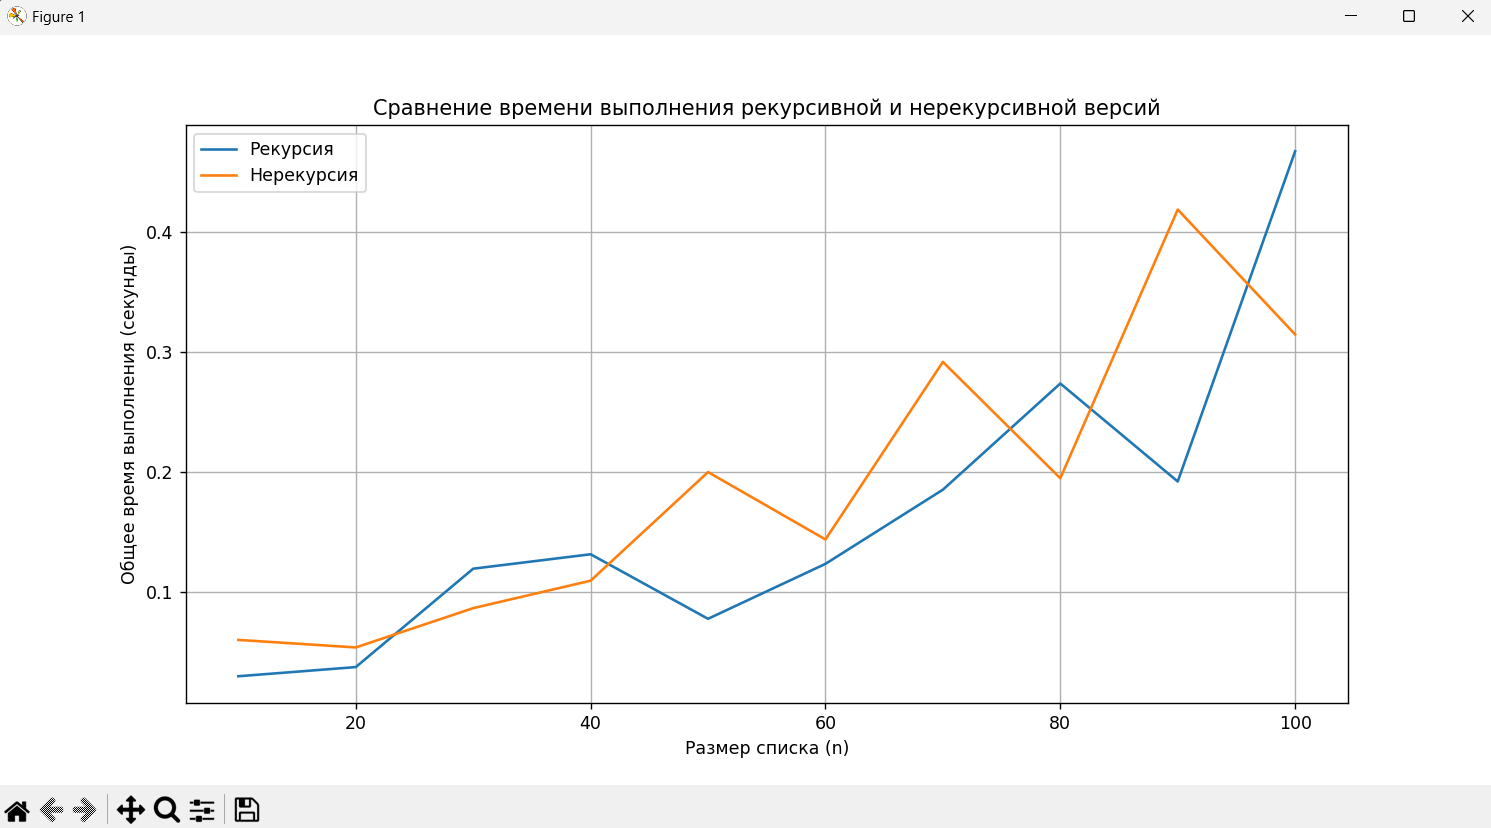 Figure 1
Сравнение времени выполнения рекурсивной и нерекурсивной версий
Рекурсия
Нерекурсия
Общее время выполнения (секунды)
0.4
0.3
0.2
0.1
20 40 60 80 100
Размер списка (n)